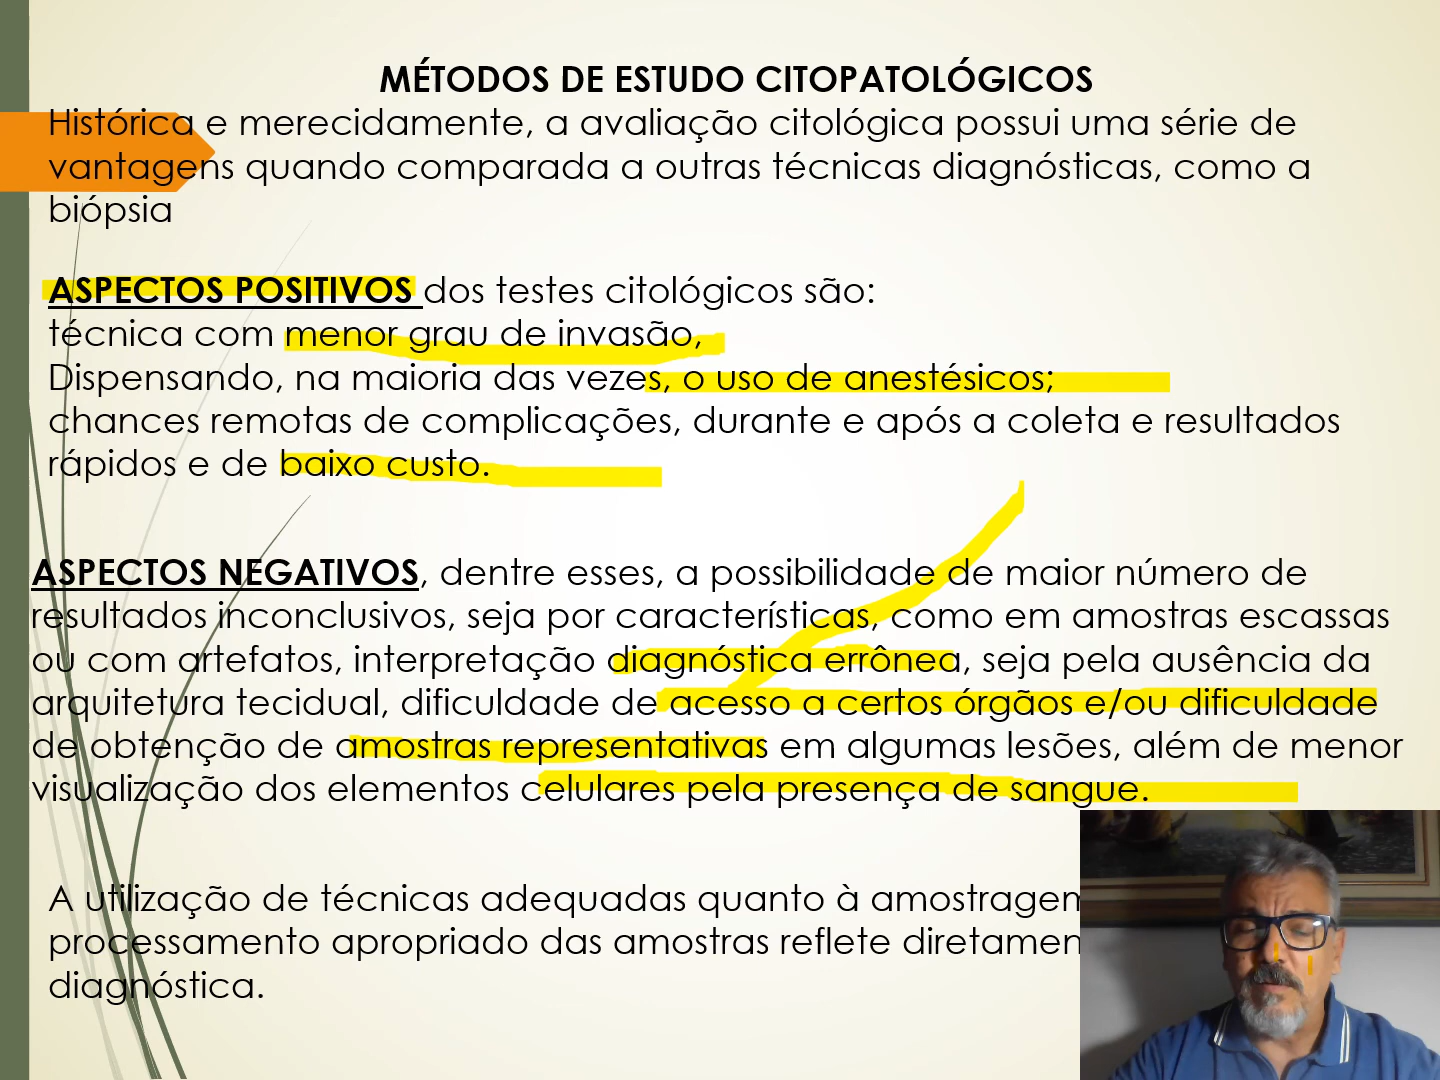 MÉTODOS DE ESTUDO CITOPATOLÓGICOS
Histórica e merecidamente, a avaliação citológica possui uma série de
vantagens quando comparada a outras técnicas diagnósticas, como a
biópsia
ASPECTOS POSITIVOS dos testes citológicos são:
técnica com menor grau de invasão,
Dispensando, na maioria das vezes, o uso de anestésicos;
chances remotas de complicações, durante e após a coleta e resultados
rápidos e de baixo custo.
ASPECTOS NEGATIVOS, dentre esses, a possibilidade de maior número de
resultados inconclusivos, seja por características, como em amostras escassas
ou com artefatos, interpretação diagnóstica errônea, seja pela ausência da
arquitetura tecidual, dificuldade de acesso a certos órgãos e/ou dificuldade
de obtenção de amostras representativas em algumas lesões, além de menor
visualização dos elementos celulares pela presença de sangue.
A utilização de técnicas adequadas quanto à amostragem
processamento apropriado das amostras reflete
diagnóstica.